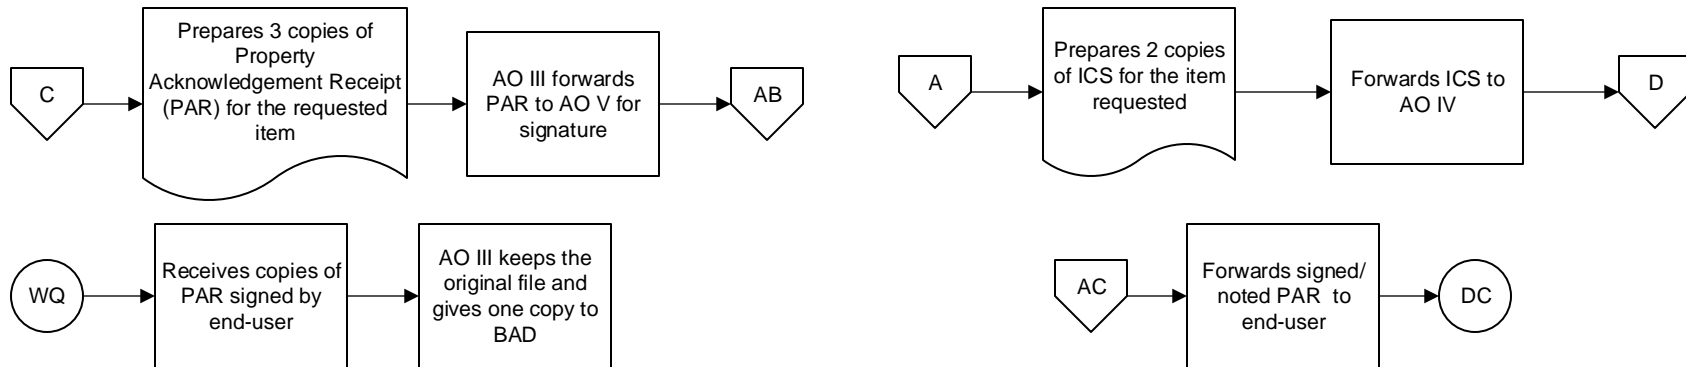 C
Prepares 3 copies of
Property
Acknowledgement Receipt
(PAR) for the requested
item
AO III forwards
PAR to AO V for
signature
AB
A
Prepares 2 copies
of ICS for the item
requested
Forwards ICS to
AO IV
D
WQ
Receives copies of
PAR signed by
end-user
AO III keeps the
original file and
gives one copy to
BAD
AC
Forwards signed/
noted PAR to
end-user
DC